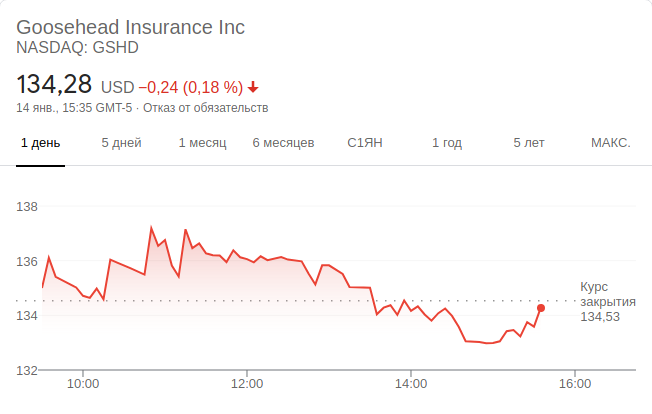 Goosehead Insurance Inc
NASDAQ: GSHD
134,28 USD −0,24 (0,18 %)
14 янв., 15:35 GMT-5 · Отказ от обязательств
1 день 5 дней 1 месяц 6 месяцев С1ЯН 1 год 5 лет МАКС.
138
136
Курс
закрытия
134,53
134
132
10:00 12:00 14:00 16:00